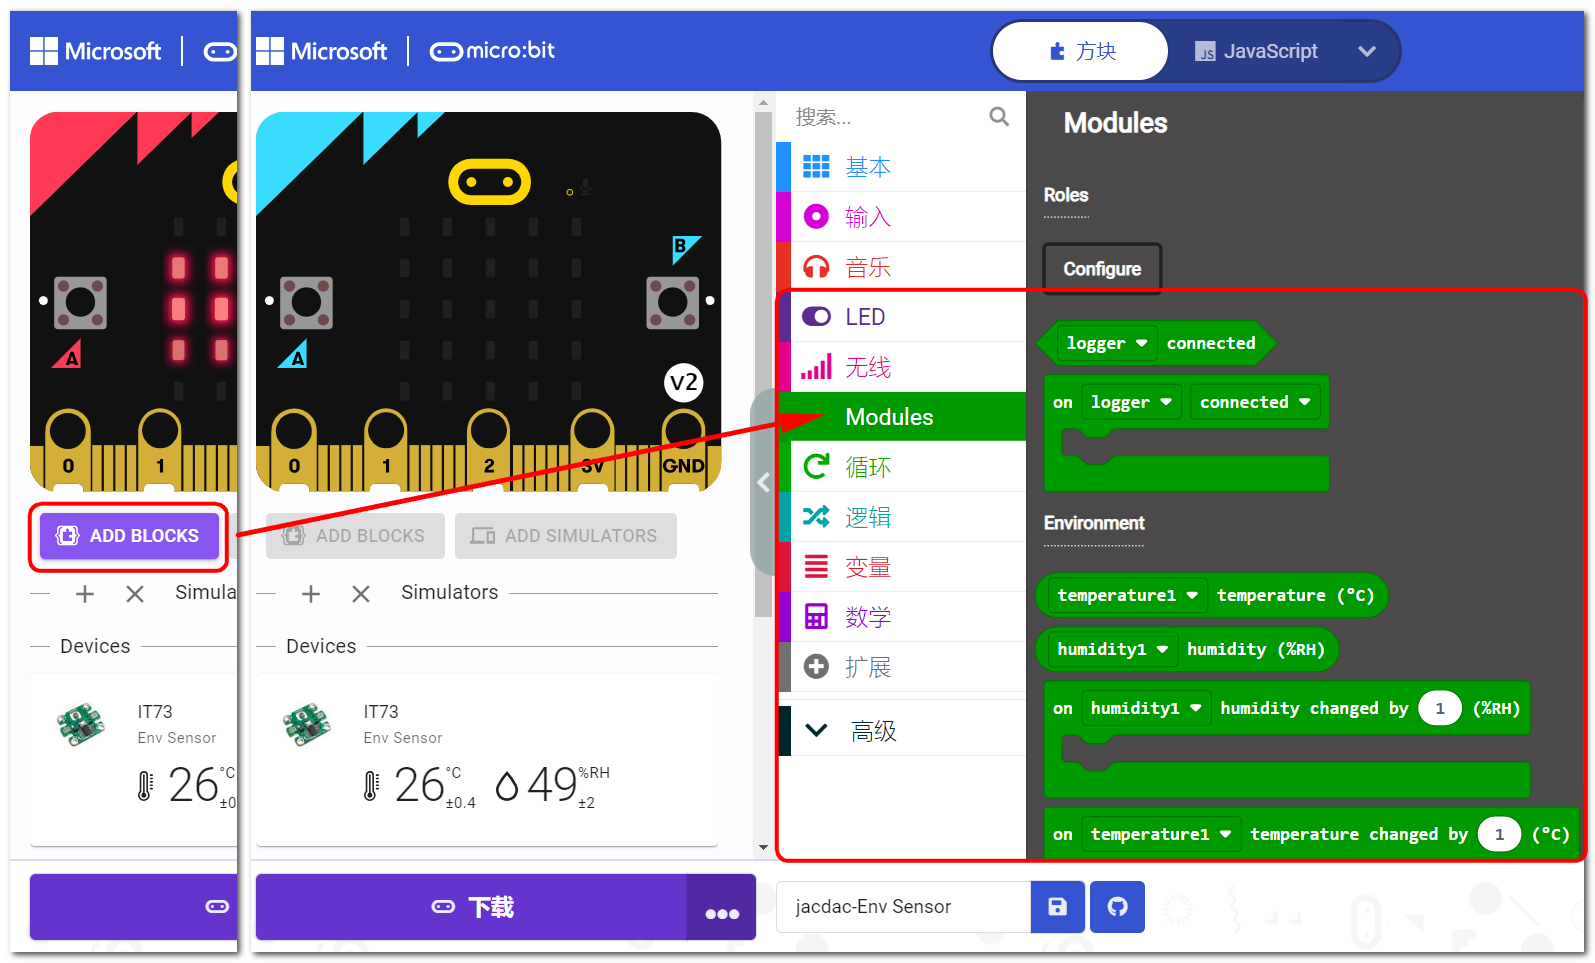 Microsoft
Microsoft
micro:bit
方块
JS JavaScript
A
0
1
ADD BLOCKS
Simula
Devices
IT73
Env Sensor
26 °C
±0
B
A
V2
0
1
2
3V
GND
ADD BLOCKS
ADD SIMULATORS
Simulators
Devices
IT73
Env Sensor
26 °C ±0.4
49 %RH ±2
下载
搜索...
基本
输入
音乐
LED
无线
Modules
循环
逻辑
变量
数学
扩展
高级
Modules
Roles
Configure
logger connected
on logger connected
Environment
temperature1 temperature (°C)
humidity1 humidity (%RH)
on humidity1 humidity changed by 1 (%RH)
on temperature1 temperature changed by 1 (°C)
jacdac-Env Sensor